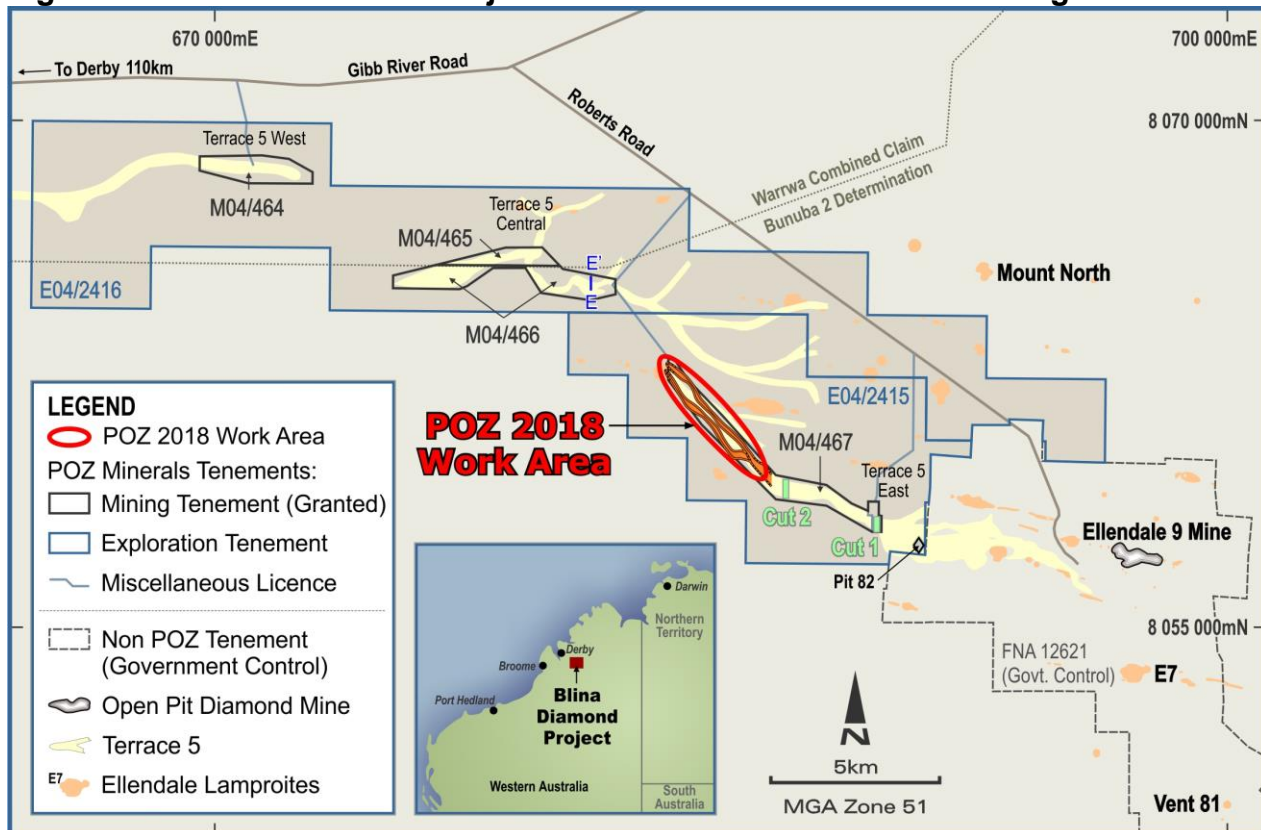 670 000mE
700 000mE
To Derby 110km
Gibb River Road
Roberts Road
8 070 000mN
Terrace 5 West
M04/464
Warrwa Combined Claim
Bunuba 2 Determination
Terrace 5
Central
M04/465
E'
E
E04/2416
M04/466
Mount North
E04/2415
POZ 2018
Work Area
M04/467
Terrace 5
East
Cut 2
Cut 1
Pit 82
Ellendale 9 Mine
8 055 000mN
FNA 12621
(Govt. Control)
E7
Vent 81
LEGEND
POZ 2018 Work Area
POZ Minerals Tenements:
Mining Tenement (Granted)
Exploration Tenement
Miscellaneous Licence
Non POZ Tenement
(Government Control)
Open Pit Diamond Mine
Terrace 5
E7 Ellendale Lamproites
Darwin
Northern
Territory
Derby
Broome
Port Hedland
Blina
Diamond
Project
Western Australia
South
Australia
N
5km
MGA Zone 51